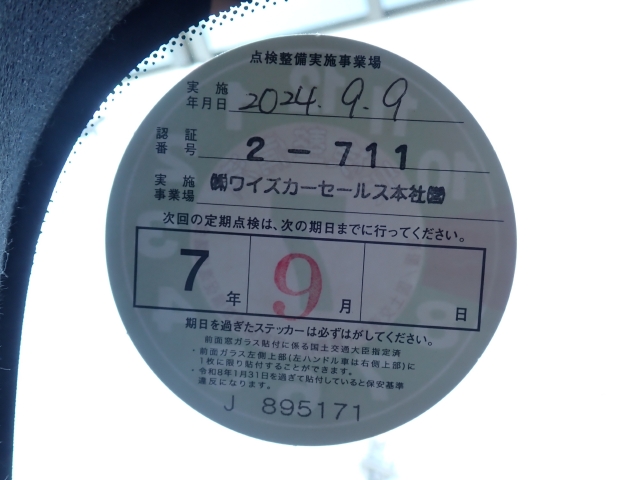 点検整備実施事業場
実施
年月日 2024.9.9
認証
番号 2-711
実施
事業場 ㈱ワイズカーセールス本社
次回の定期点検は、次の期日までに行ってください。
7年 9月 日
期日を過ぎたステッカーは必ずはがしてください。
前面窓ガラス貼付に係る国土交通大臣指定済
・前面ガラス左側上部(左ハンドル車は右側上部)に
1枚に限り貼付することができます。
・令和8年1月31日を過ぎて貼付していると保安基準
違反になります。
J 895171